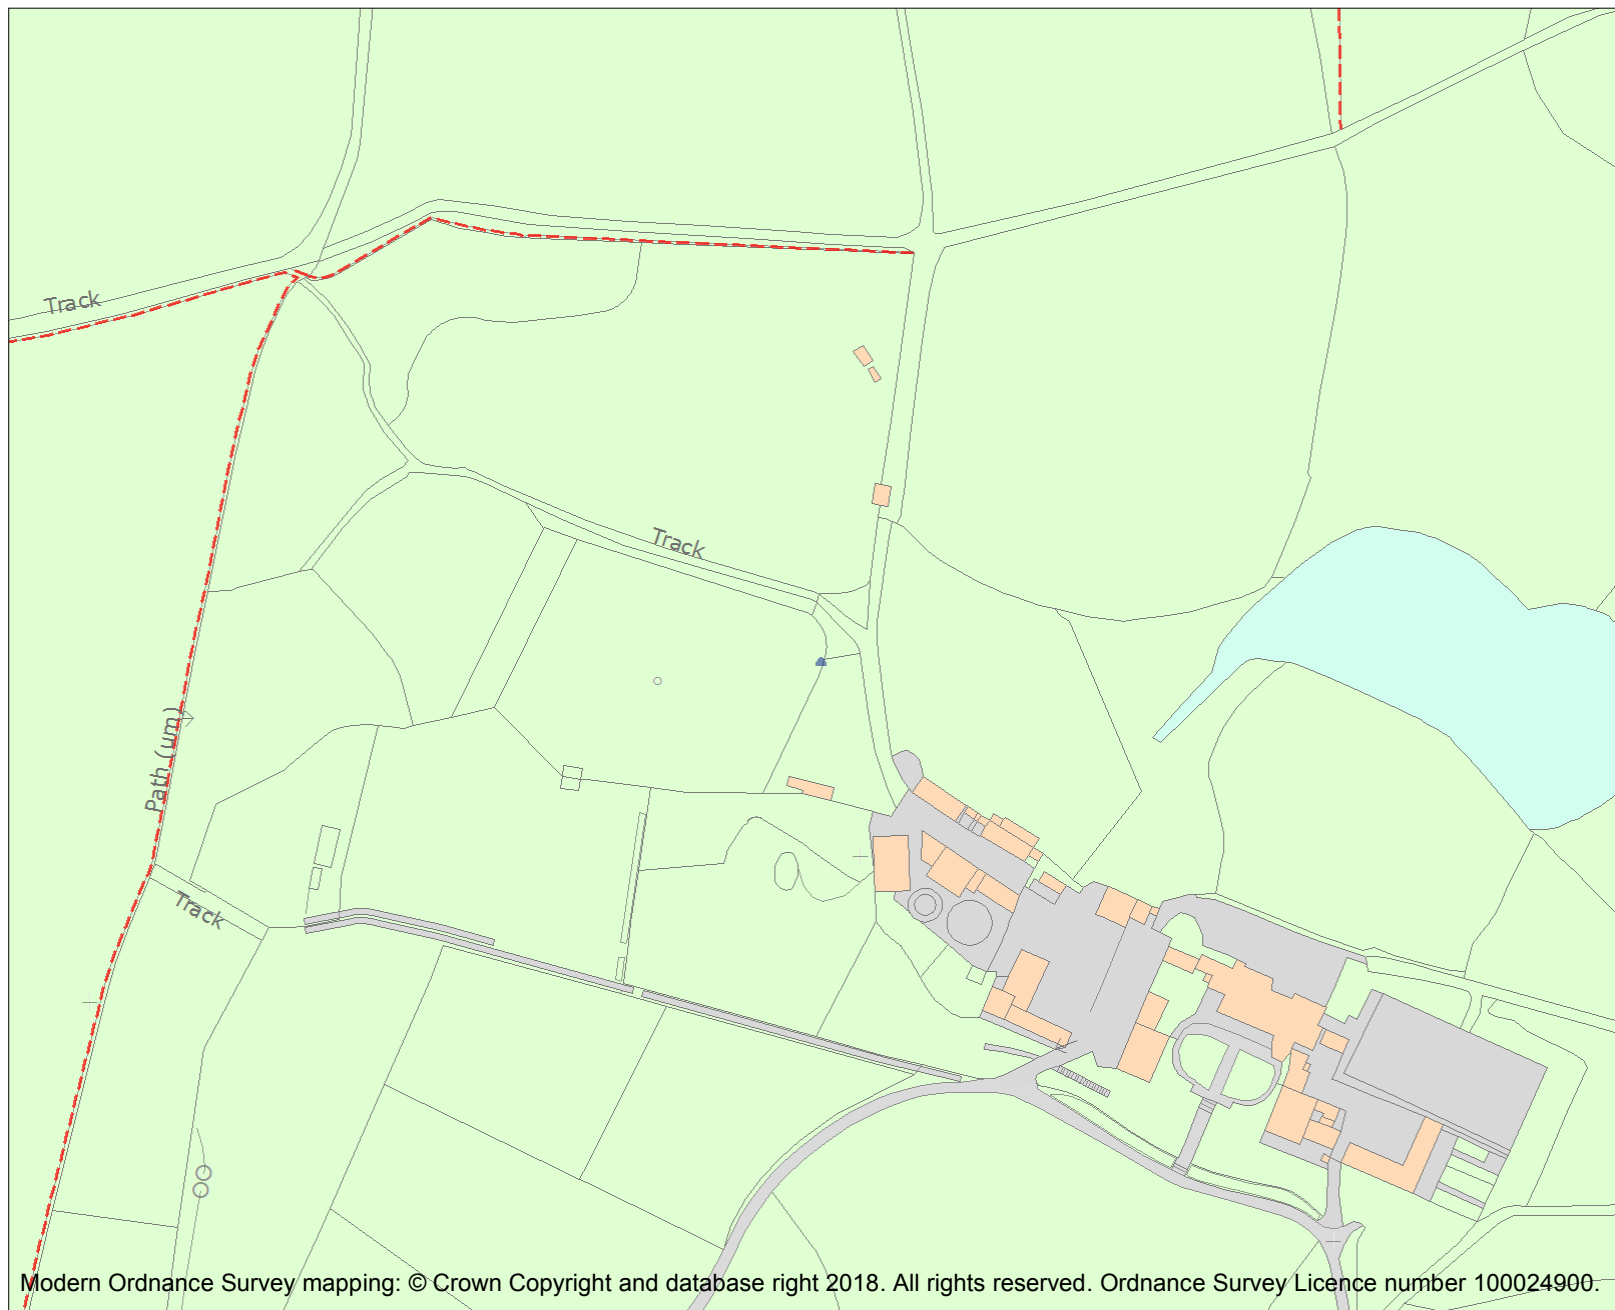 Track
Track
Path (um)
Track
Modern Ordnance Survey mapping: © Crown Copyright and database right 2018. All rights reserved. Ordnance Survey Licence number 100024900.